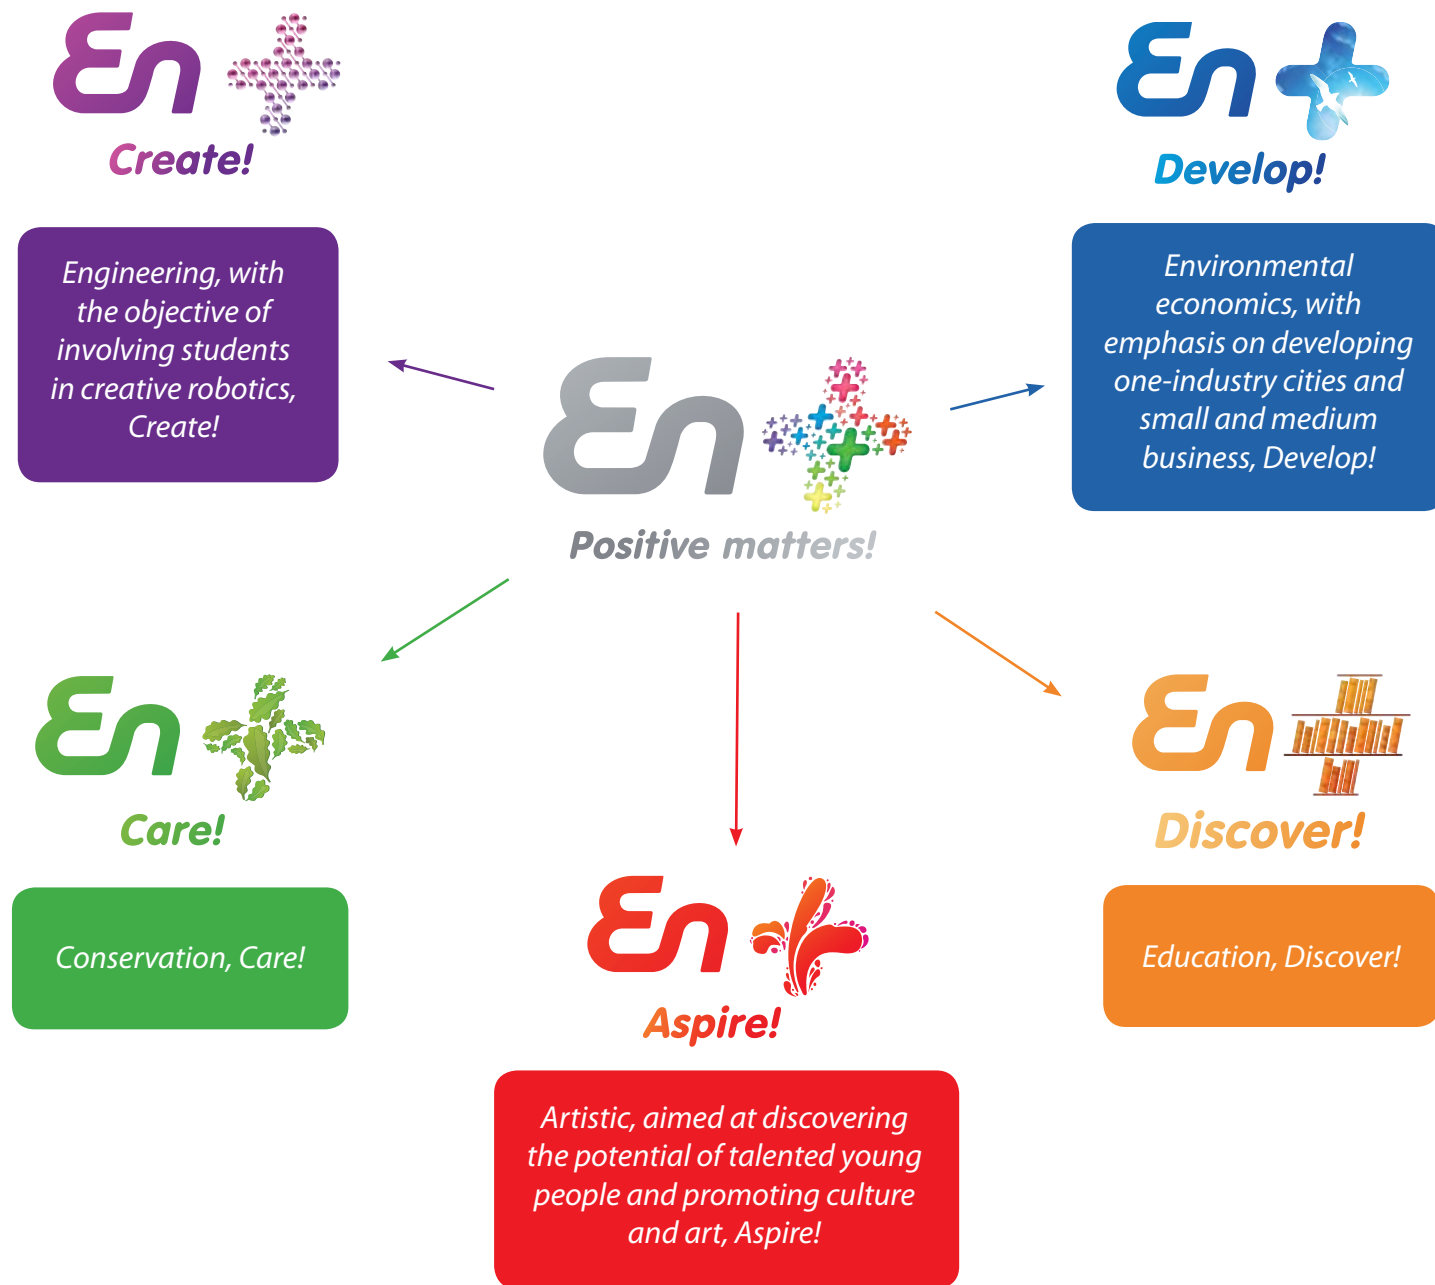 En+
Create!
Engineering, with
the objective of
involving students
in creative robotics,
Create!
En+
Develop!
Environmental
economics, with
emphasis on developing
one-industry cities and
small and medium
business, Develop!
En+
Positive matters!
En+
Care!
Conservation, Care!
En+
Aspire!
Artistic, aimed at discovering
the potential of talented young
people and promoting culture
and art, Aspire!
En+
Discover!
Education, Discover!